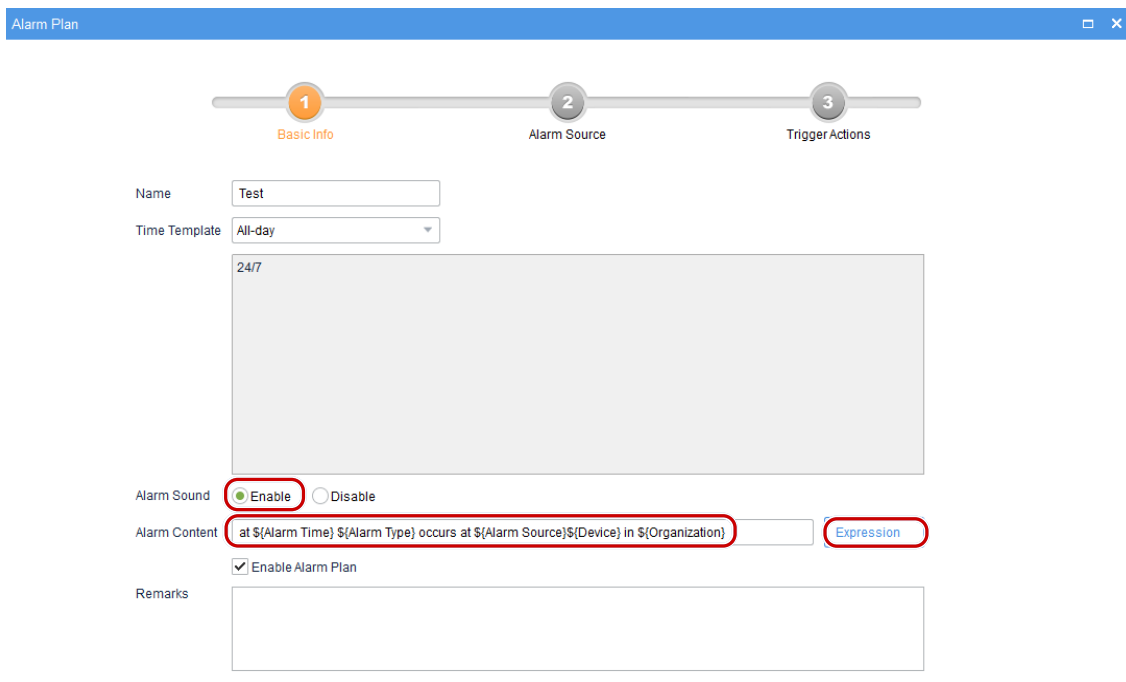 Alarm Plan
1
2
3
Basic Info
Alarm Source
Trigger Actions
Name
Test
Time Template
All-day
24/7
Alarm Sound
Enable
Disable
Alarm Content
at ${Alarm Time} ${Alarm Type} occurs at ${Alarm Source}${Device} in ${Organization}
Expression
Enable Alarm Plan
Remarks